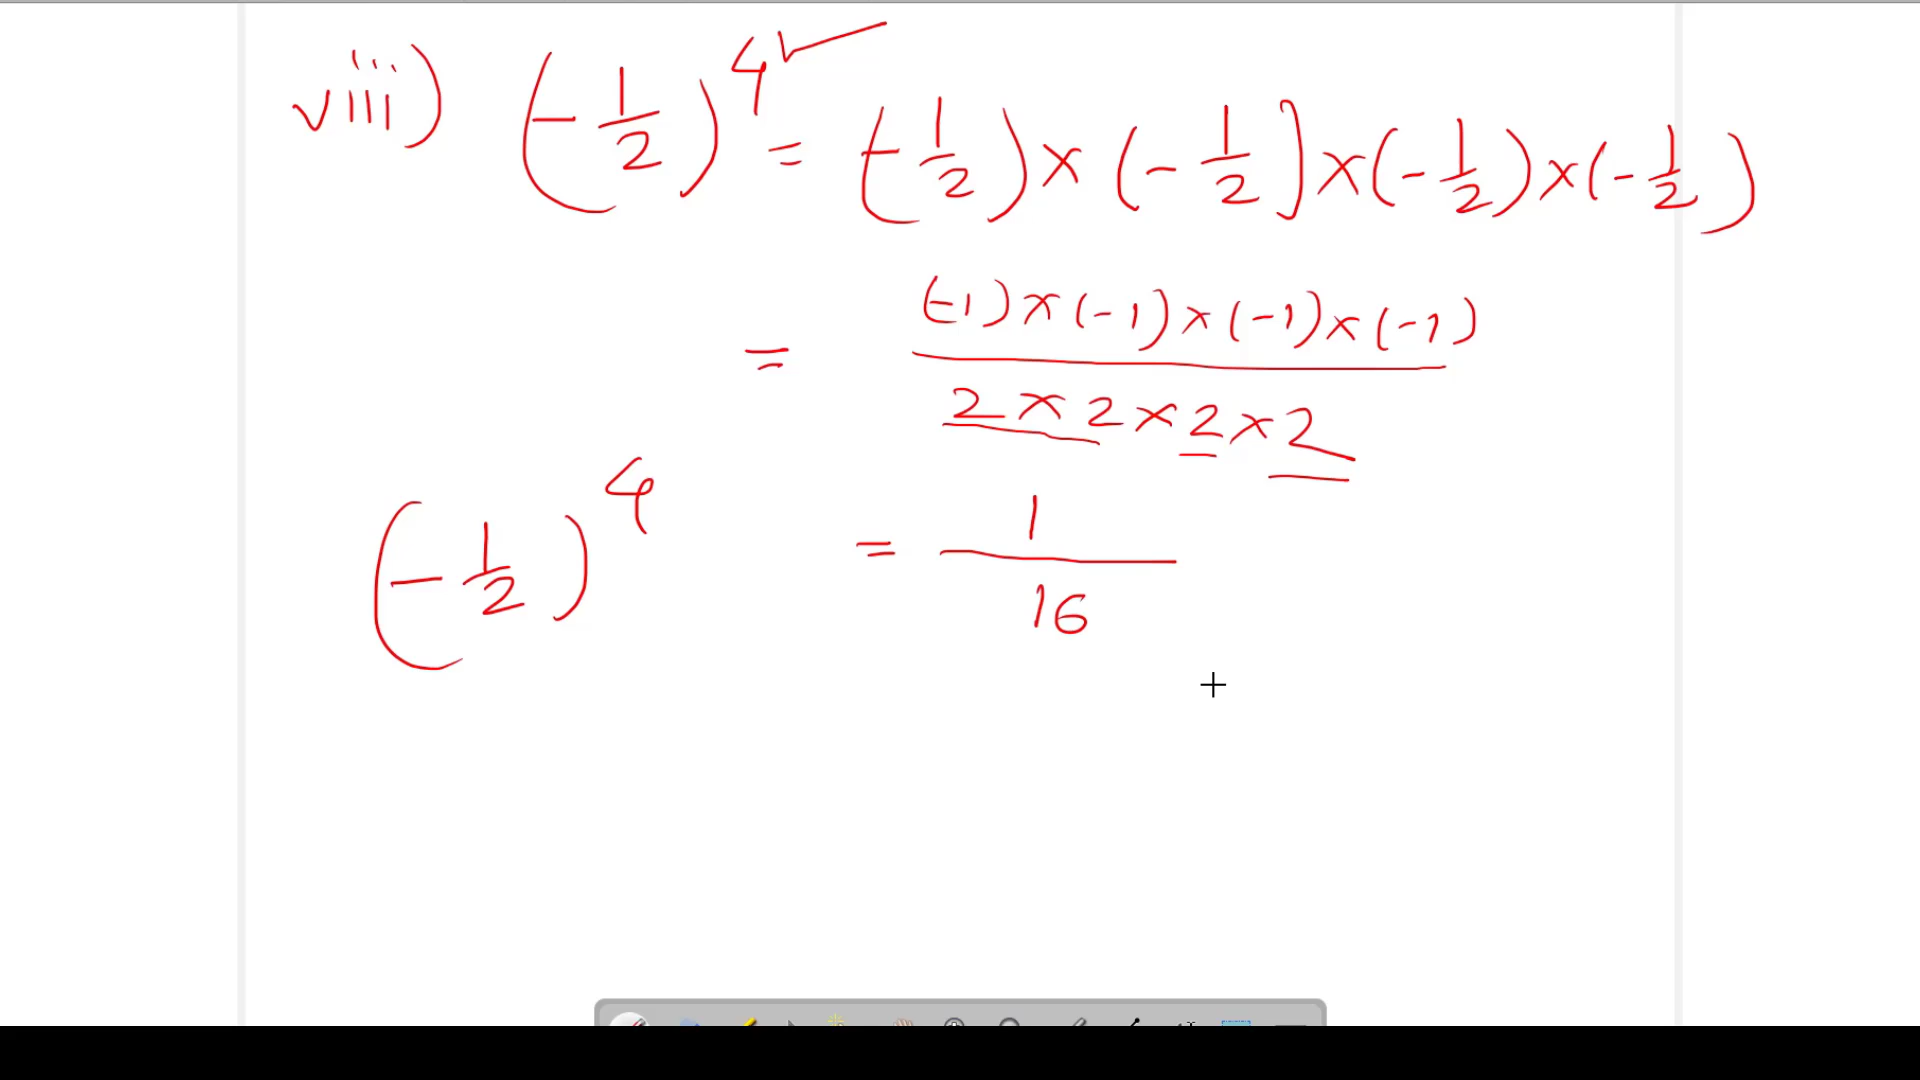 viii) (-1/2)^4 = (-1/2) × (-1/2] × (-1/2) × (-1/2)
= (-1) × (-1) × (-1) × (-1) / 2 × 2 × 2 × 2
(-1/2)^4 = 1/16